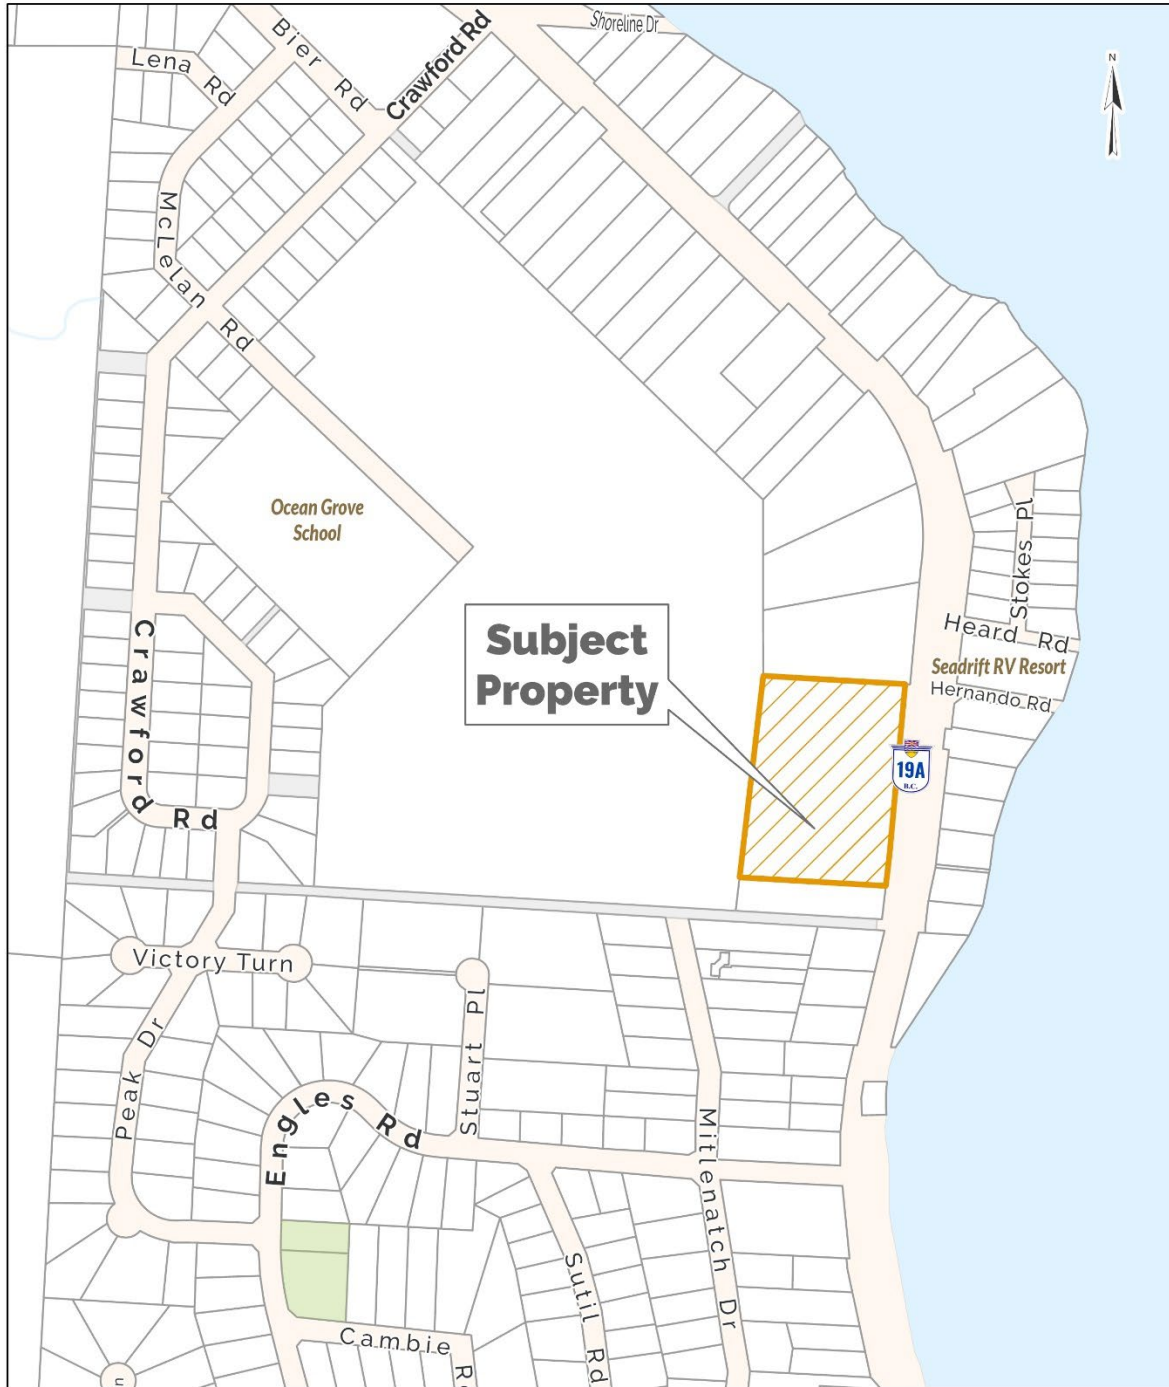 Shoreline Dr
Bier Rd
Crawford Rd
Lena Rd
N
McLelan Rd
Ocean Grove
School
Stokes Pl
Subject
Property
Heard Rd
Seadrift RV Resort
Hernando Rd
Crawford Rd
19A
B.C.
Victory Turn
Stuart Pl
Peak Dr
Engles Rd
Mitlenatch Dr
Sutil Rd
Cambie
R
n